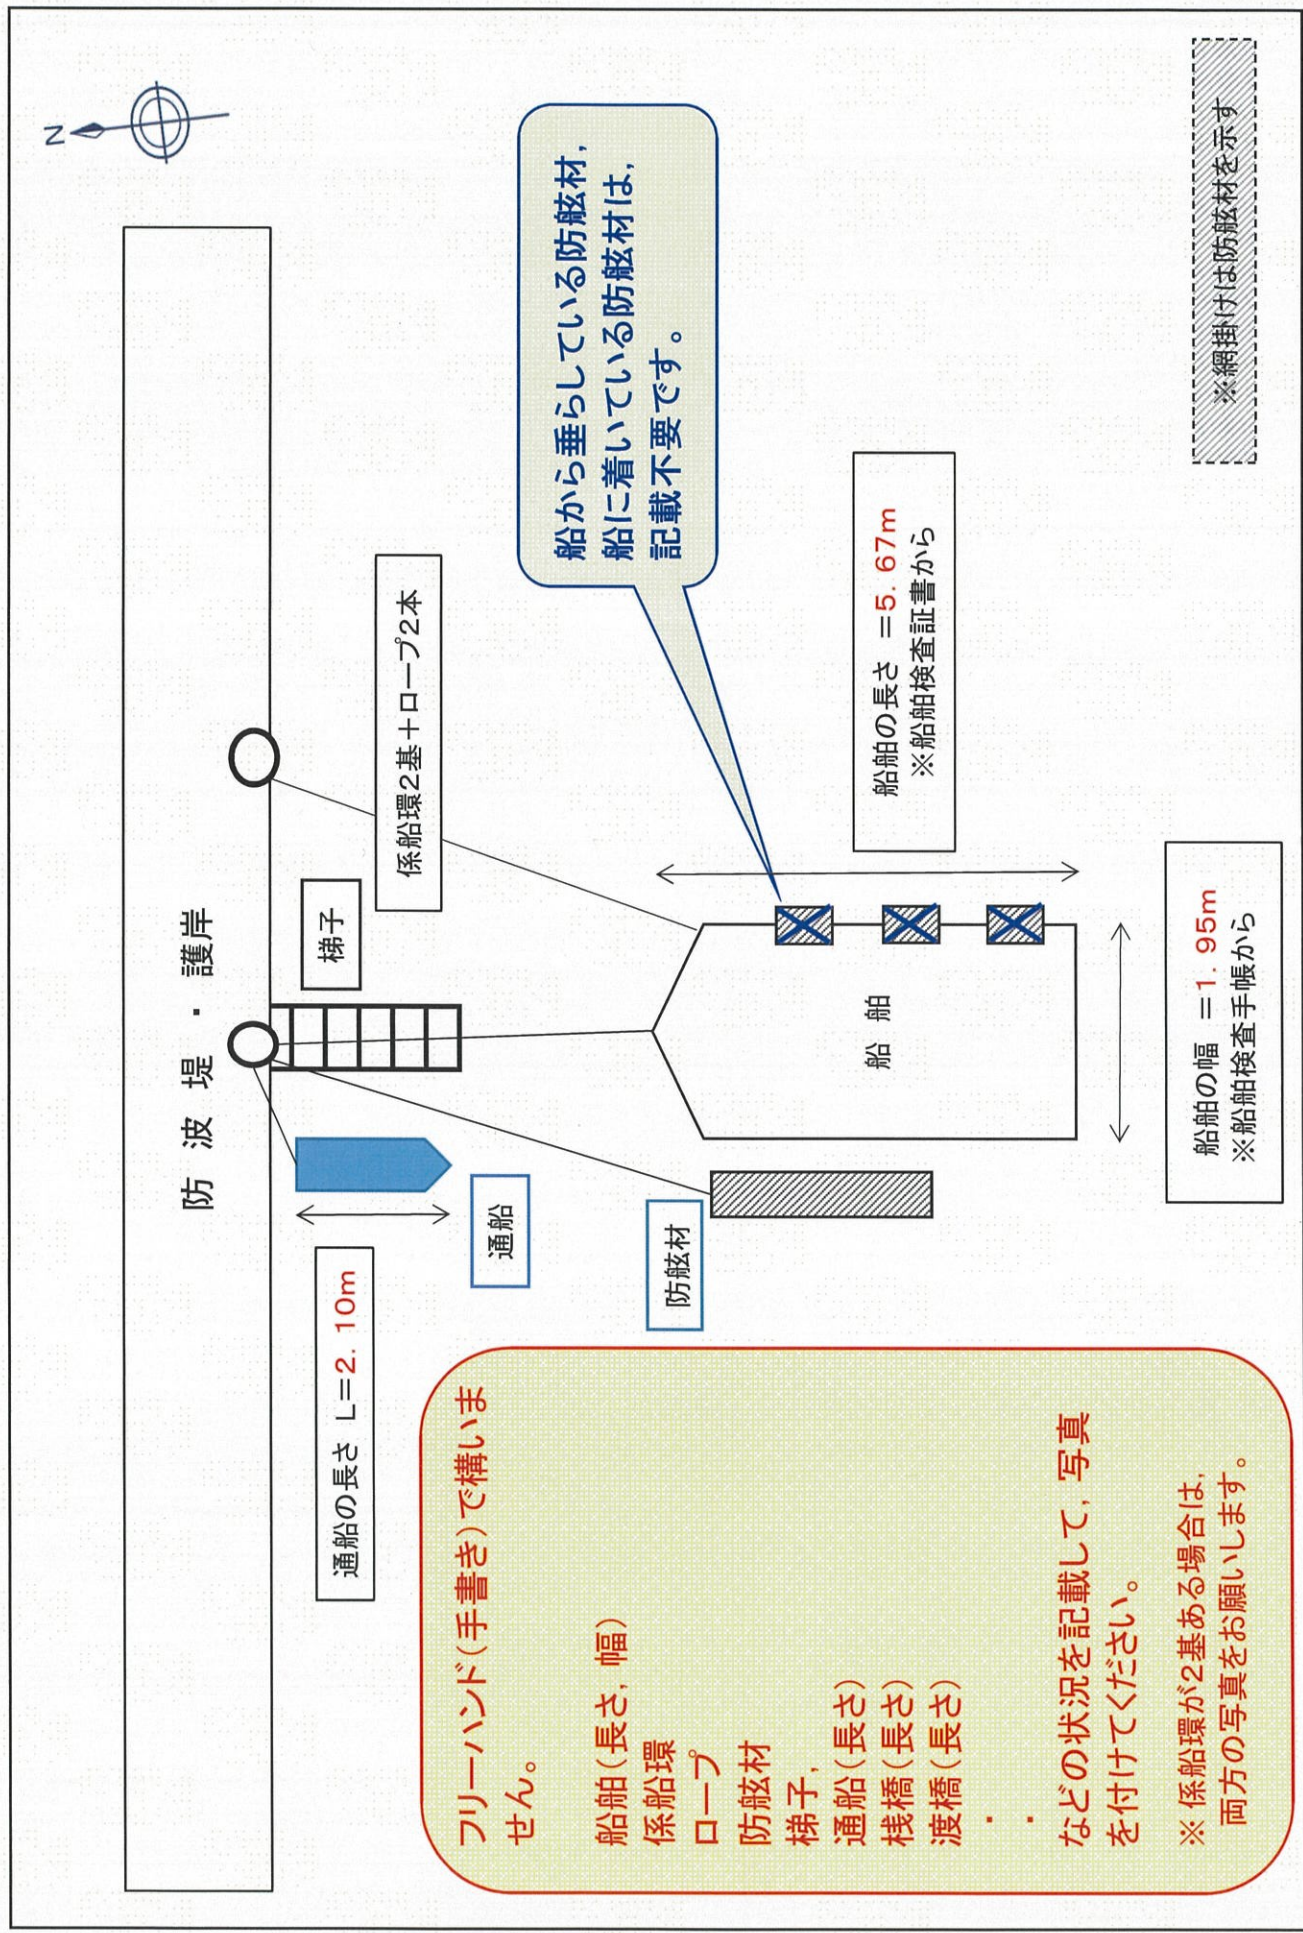 N
防 波 堤 ・ 護岸
梯子
係船環2基＋ロープ2本
通船の長さ L＝2．10m
通船
防舷材
船 舶
船から垂らしている防舷材，
船に着いている防舷材は，
記載不要です。
船舶の長さ ＝5．67m
※船舶検査証書から
船舶の幅 ＝1．95m
※船舶検査手帳から
※網掛けは防舷材を示す
フリーハンド（手書き）で構いま
せん。
船舶（長さ，幅）
係船環
ロープ
防舷材
梯子，
通船（長さ）
桟橋（長さ）
渡橋（長さ）
・
・
などの状況を記載して，写真
を付けてください。
※ 係船環が2基ある場合は，
両方の写真をお願いします。